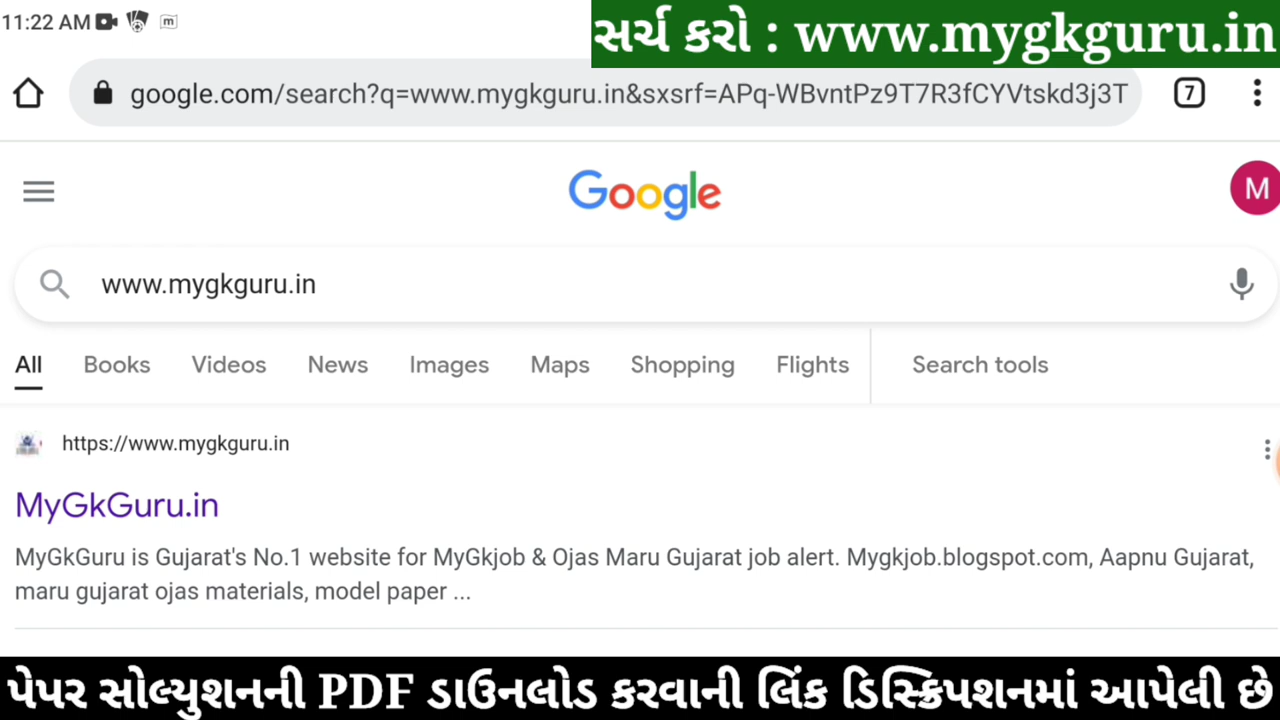 11:22 AM
સર્ચ કરો : www.mygkguru.in
google.com/search?q=www.mygkguru.in&sxsrf=APq-WBvntPz9T7R3fCYVtskd3j3T
7
Google
M
www.mygkguru.in
All Books Videos News Images Maps Shopping Flights Search tools
https://www.mygkguru.in
MyGkGuru.in
MyGkGuru is Gujarat's No.1 website for MyGkjob & Ojas Maru Gujarat job alert. Mygkjob.blogspot.com, Aapnu Gujarat,
maru gujarat ojas materials, model paper ...
પેપર સોલ્યુશનની PDF ડાઉનલોડ કરવાની લિંક ડિસ્ક્રિપશનમાં આપેલી છે